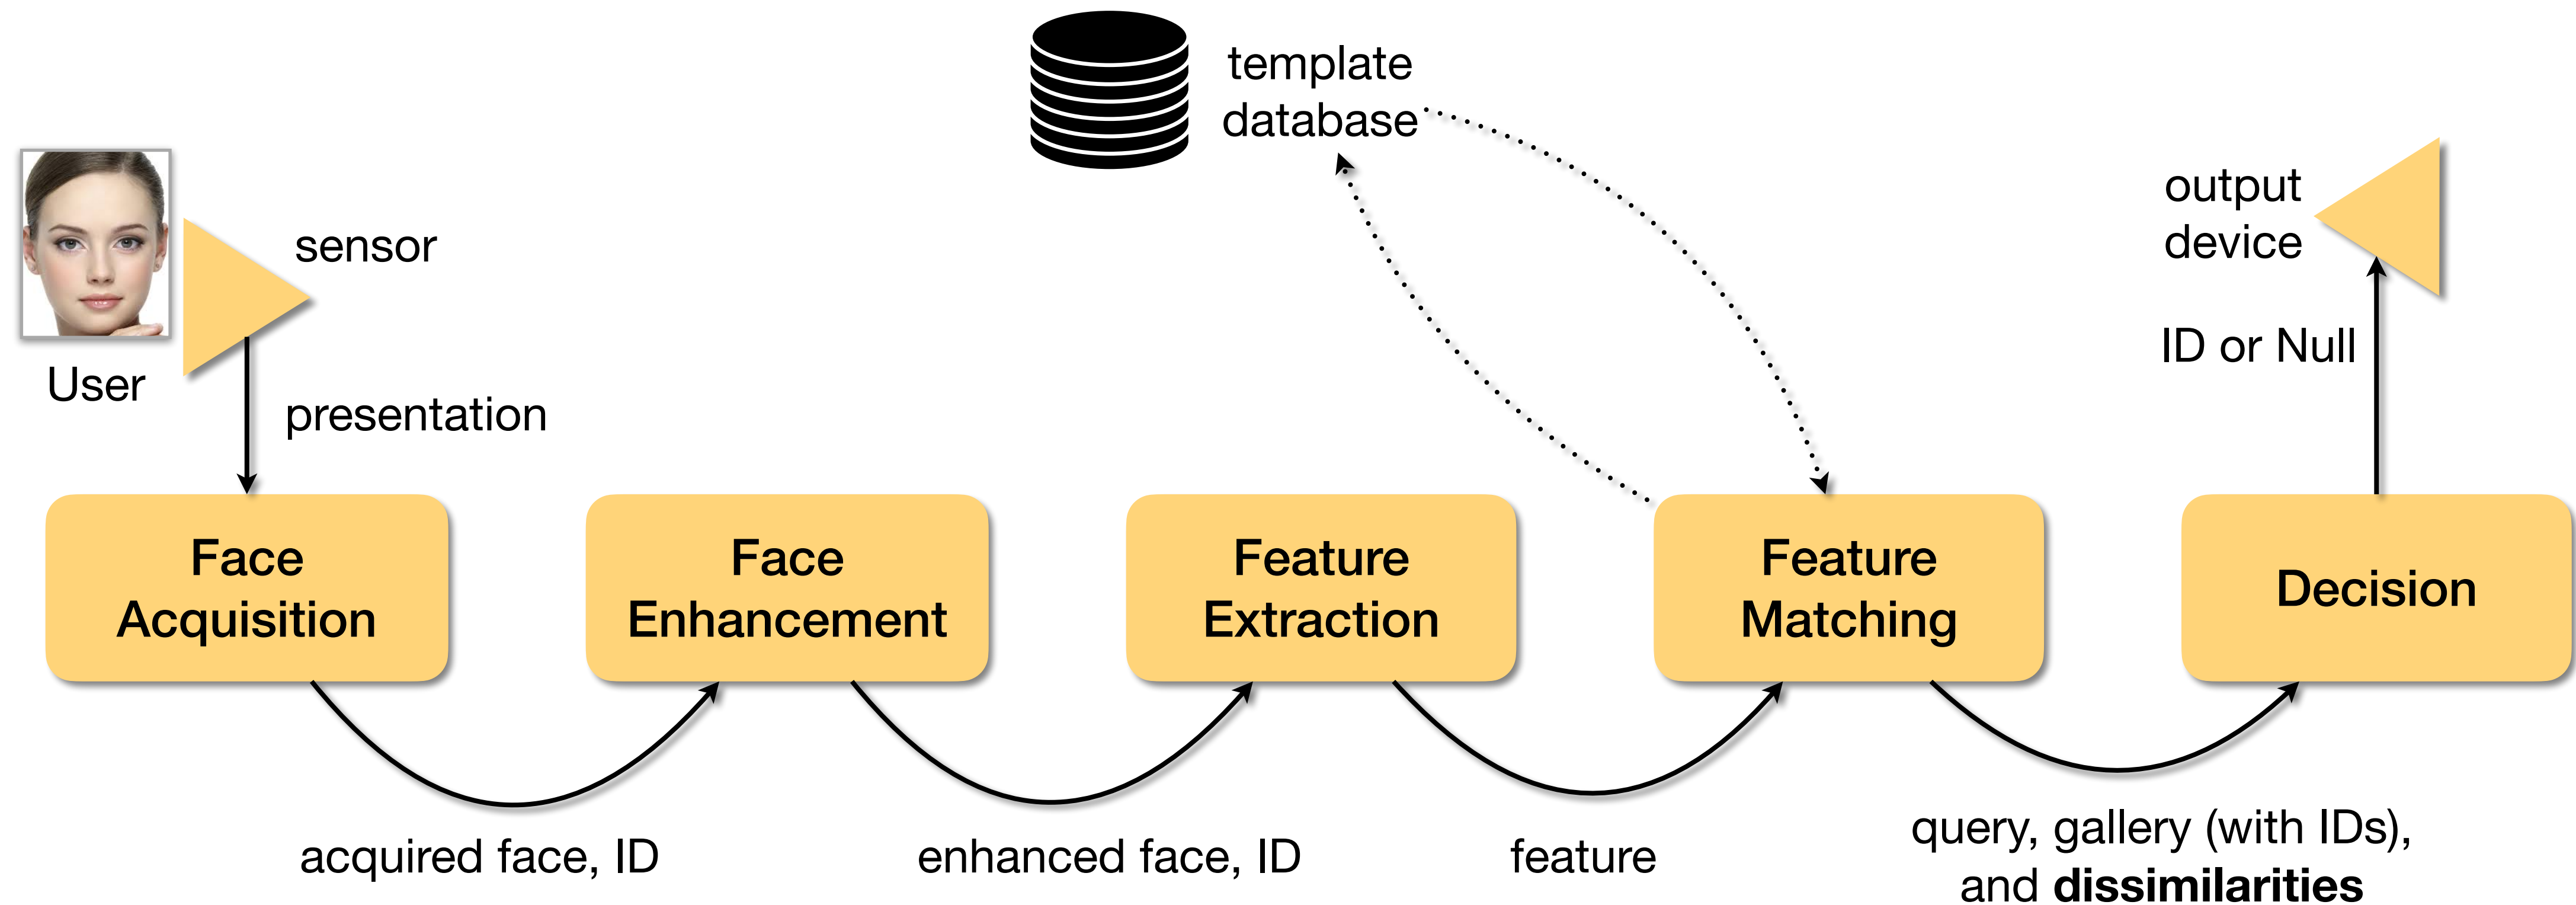 template
database
output
device
sensor
ID or Null
User
presentation
Face
Acquisition
Face
Enhancement
Feature
Extraction
Feature
Matching
Decision
acquired face, ID
enhanced face, ID
feature
query, gallery (with IDs),
and dissimilarities